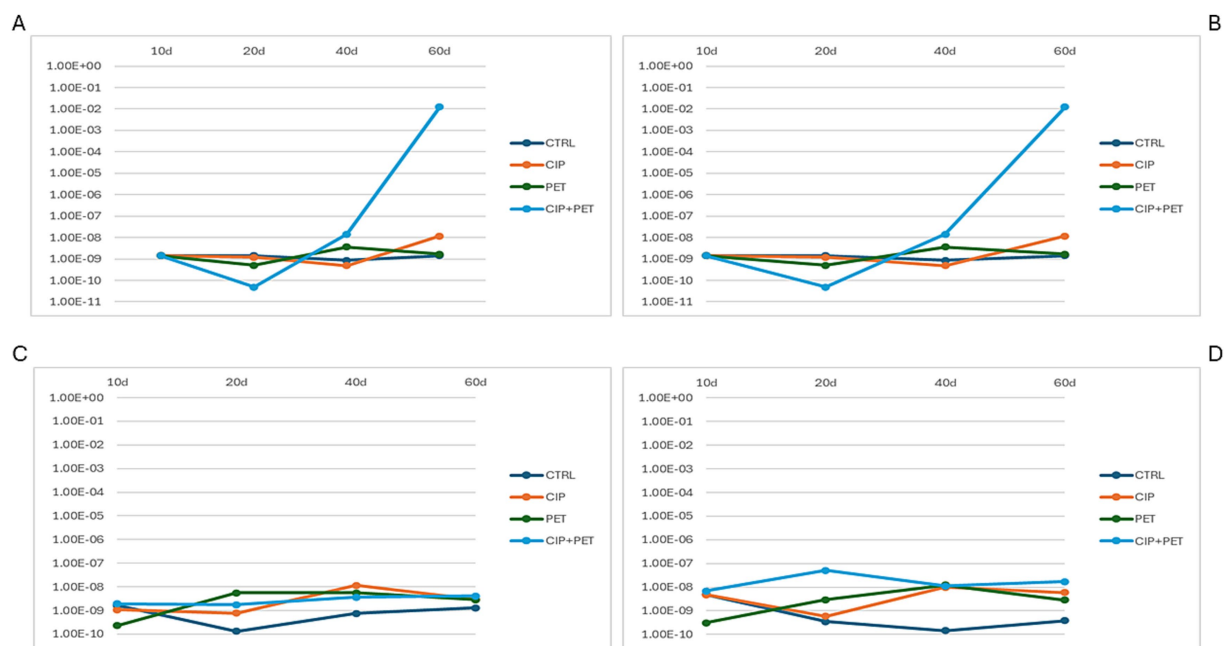 A
B
10d 20d 40d 60d
1.00E+00
1.00E-01
1.00E-02
1.00E-03
1.00E-04
1.00E-05
1.00E-06
1.00E-07
1.00E-08
1.00E-09
1.00E-10
1.00E-11
CTRL
CIP
PET
CIP+PET
10d 20d 40d 60d
1.00E+00
1.00E-01
1.00E-02
1.00E-03
1.00E-04
1.00E-05
1.00E-06
1.00E-07
1.00E-08
1.00E-09
1.00E-10
1.00E-11
CTRL
CIP
PET
CIP+PET
C
D
10d 20d 40d 60d
1.00E+00
1.00E-01
1.00E-02
1.00E-03
1.00E-04
1.00E-05
1.00E-06
1.00E-07
1.00E-08
1.00E-09
1.00E-10
CTRL
CIP
PET
CIP+PET
10d 20d 40d 60d
1.00E+00
1.00E-01
1.00E-02
1.00E-03
1.00E-04
1.00E-05
1.00E-06
1.00E-07
1.00E-08
1.00E-09
1.00E-10
CTRL
CIP
PET
CIP+PET